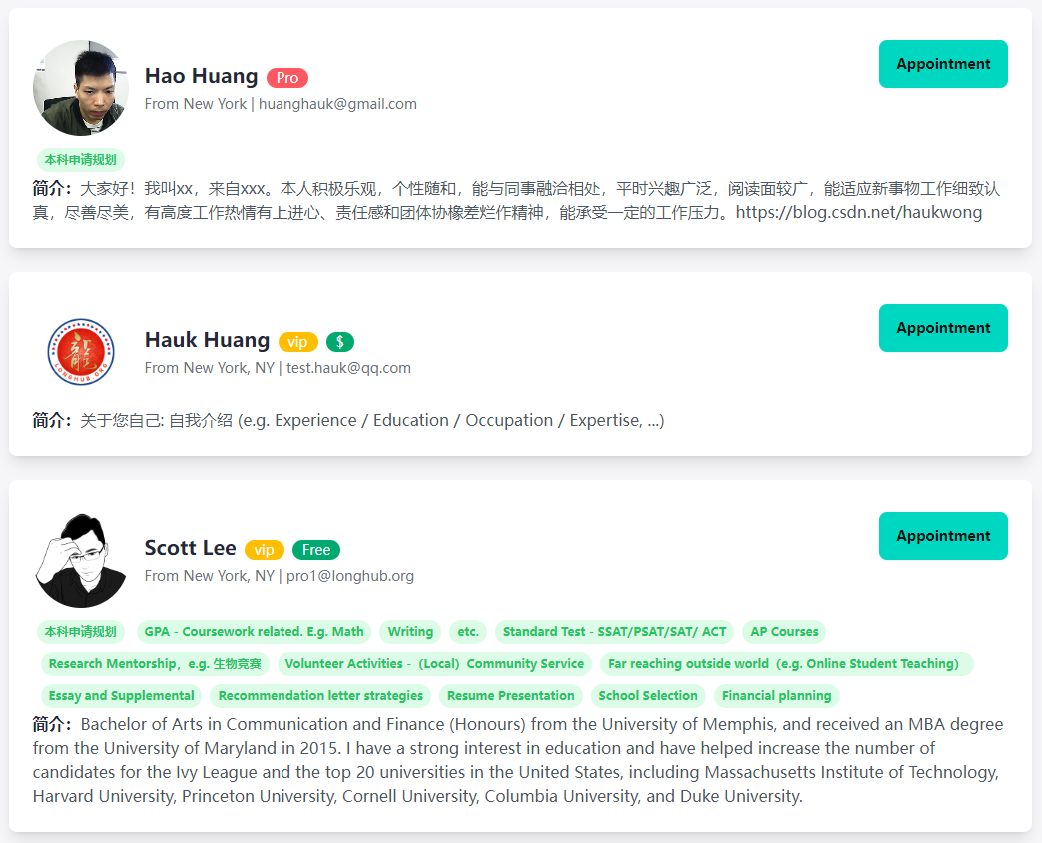 Hao Huang Pro
From New York | huanghauk@gmail.com
Appointment
本科申请规划
简介：大家好！我叫xx，来自xxx。本人积极乐观，个性随和，能与同事融洽相处，平时兴趣广泛，阅读面较广，能适应新事物工作细致认
真，尽善尽美，有高度工作热情有上进心、责任感和团体协橡差烂作精神，能承受一定的工作压力。https://blog.csdn.net/haukwong
龍
LONGHUB.ORG
Hauk Huang vip $
From New York, NY | test.hauk@qq.com
Appointment
简介：关于您自己: 自我介绍 (e.g. Experience / Education / Occupation / Expertise, ...)
Scott Lee vip Free
From New York, NY | pro1@longhub.org
Appointment
本科申请规划 GPA - Coursework related. E.g. Math Writing etc. Standard Test - SSAT/PSAT/SAT/ ACT AP Courses
Research Mentorship，e.g. 生物竞赛 Volunteer Activities -（Local）Community Service Far reaching outside world（e.g. Online Student Teaching）
Essay and Supplemental Recommendation letter strategies Resume Presentation School Selection Financial planning
简介：Bachelor of Arts in Communication and Finance (Honours) from the University of Memphis, and received an MBA degree
from the University of Maryland in 2015. I have a strong interest in education and have helped increase the number of
candidates for the Ivy League and the top 20 universities in the United States, including Massachusetts Institute of Technology,
Harvard University, Princeton University, Cornell University, Columbia University, and Duke University.